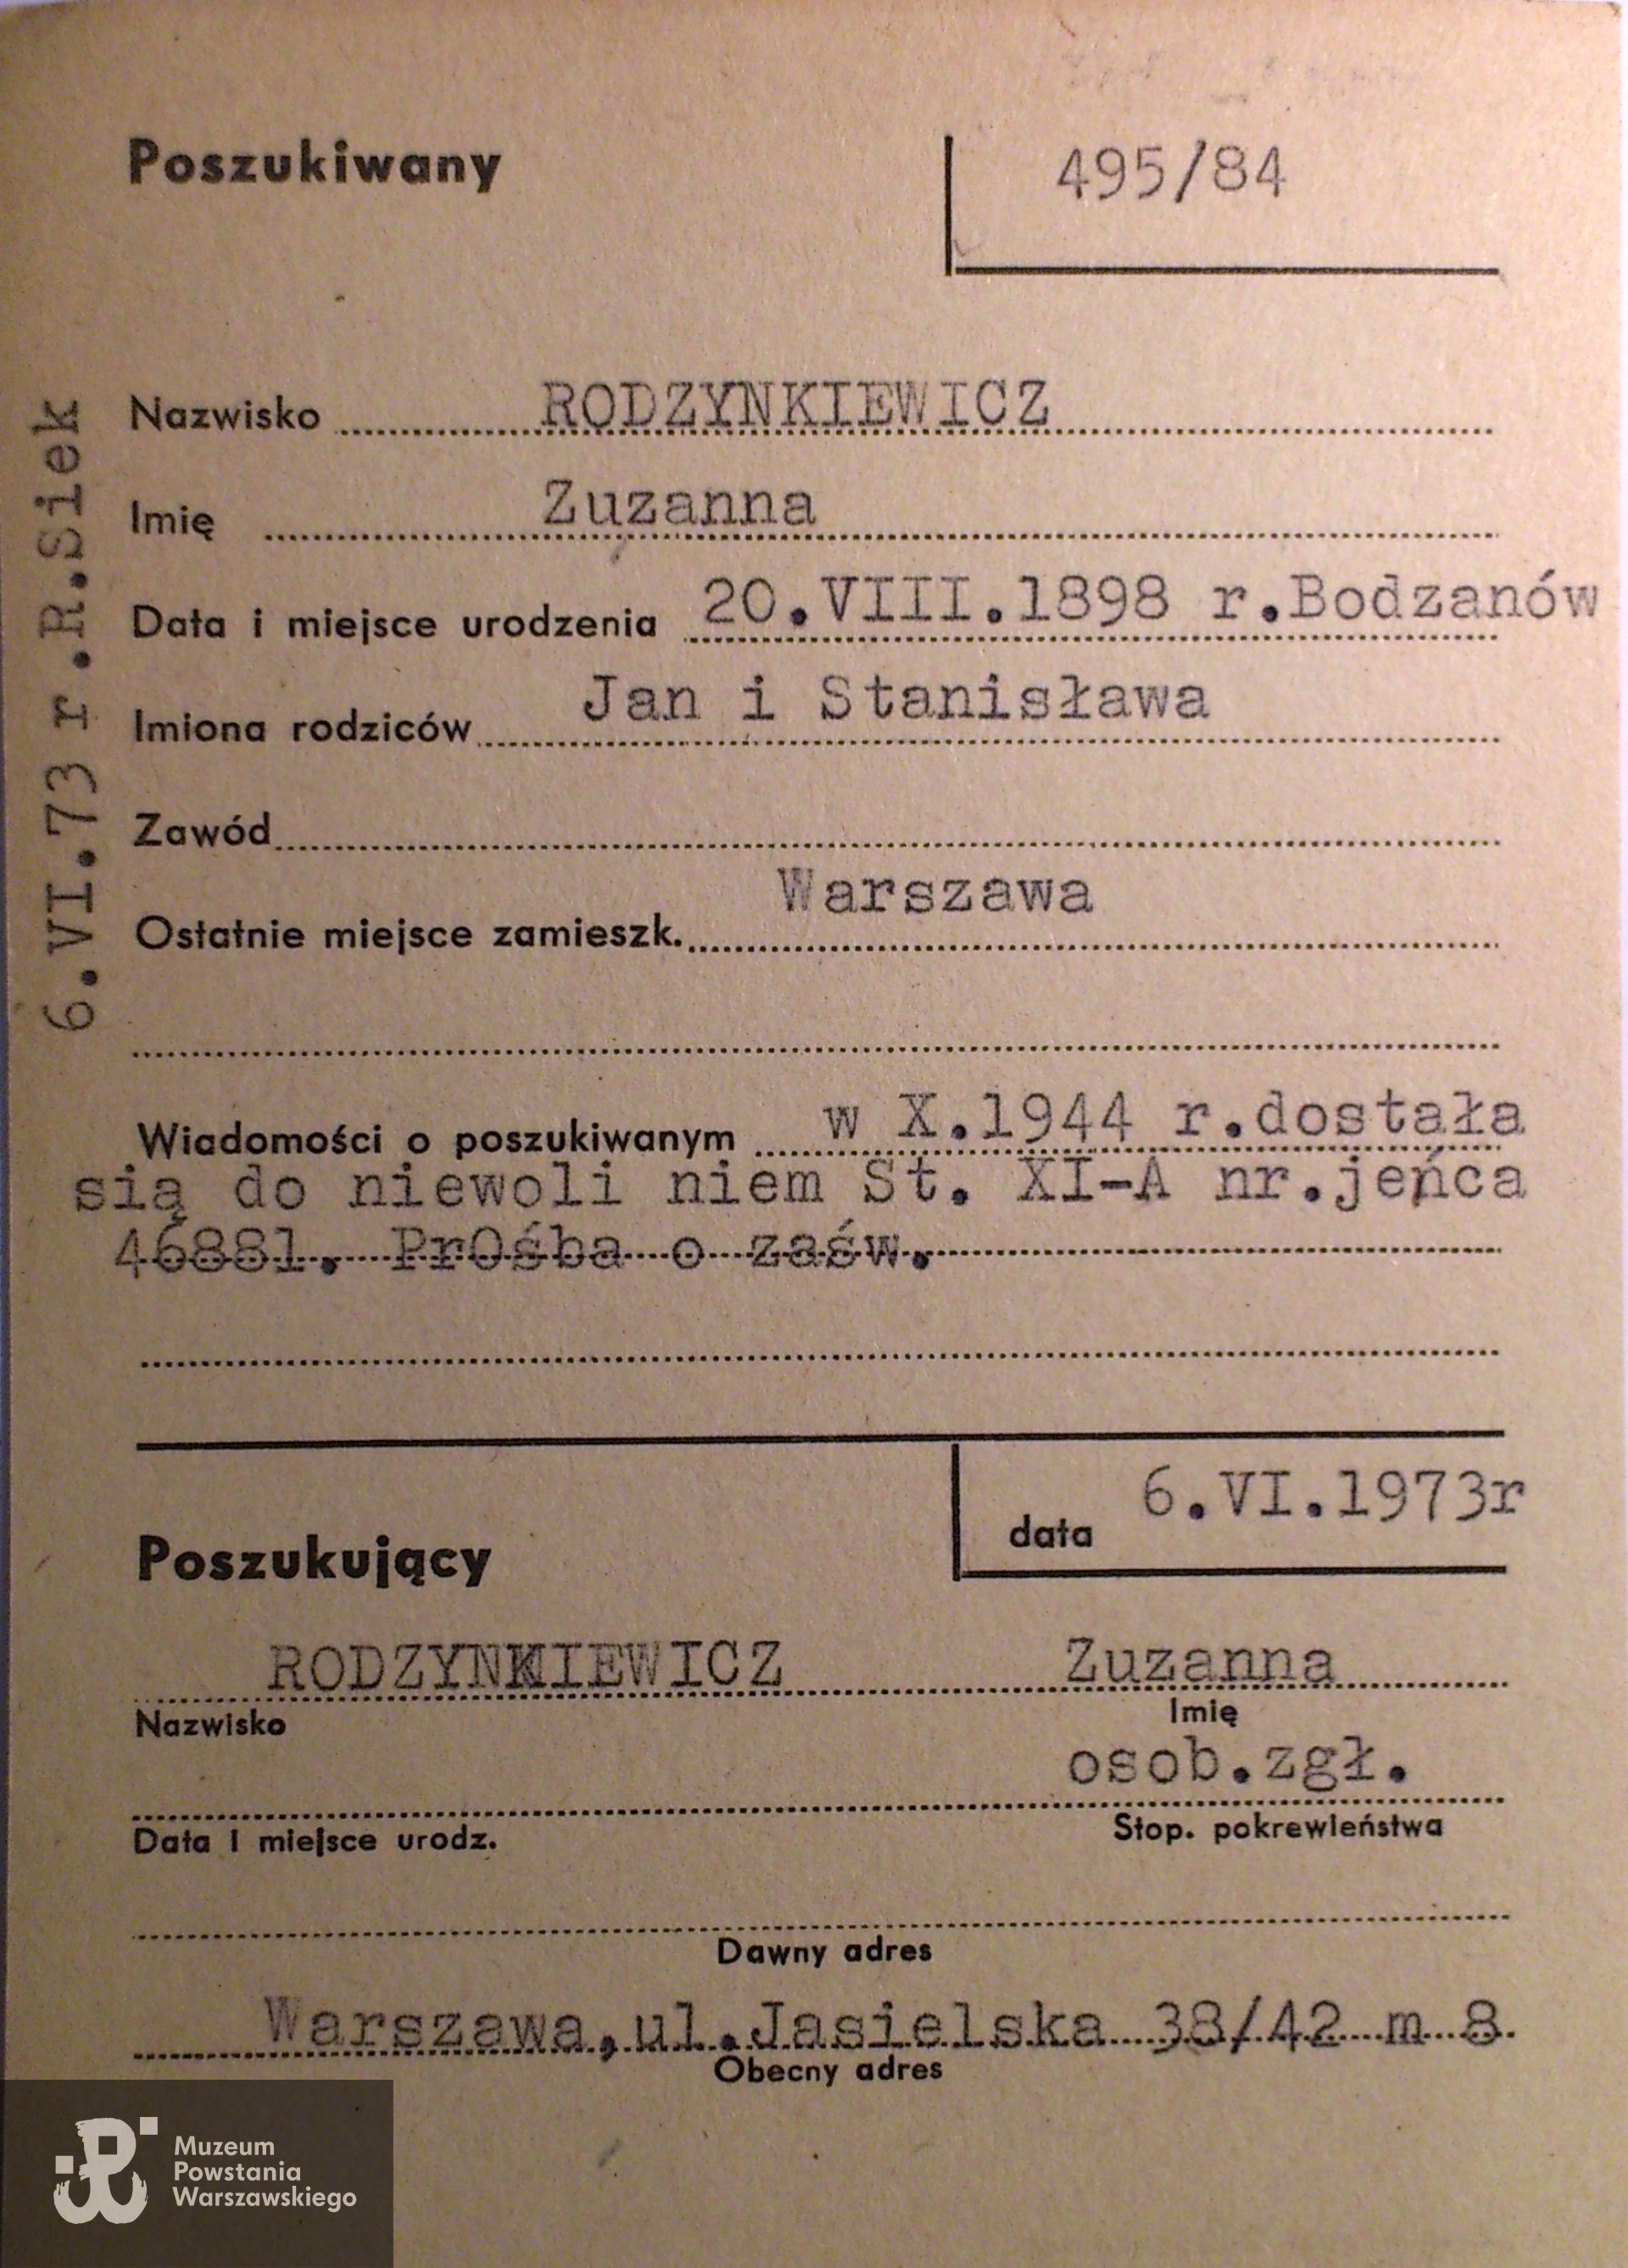 Poszukiwany
495/84
6.VI.73 r.R.Siek
Nazwisko RODZYNKIEWICZ
Imię Zuzanna
Data i miejsce urodzenia 20.VIII.1898 r.Bodzanów
Imiona rodziców Jan i Stanisława
Zawód
Ostatnie miejsce zamieszk. Warszawa
Wiadomości o poszukiwanym w X.1944 r.dostała
sią do niewoli niem St. XI-A nr.jeńca
46881. PrOśba o zaśw.
data 6.VI.1973r
Poszukujący
RODZYNKIEWICZ Zuzanna
Nazwisko Imię
osob.zgł.
Data i miejsce urodz. Stop. pokrewieństwa
Dawny adres
Warszawa,ul.Jasielska 38/42 m 8.
Obecny adres
Muzeum
Powstania
Warszawskiego